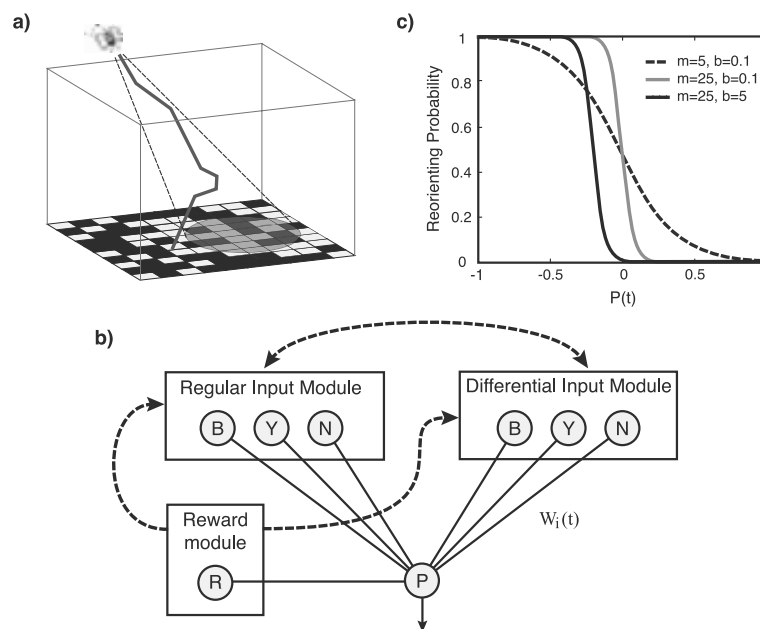 a)
c)
1
0.8
0.6
0.4
0.2
0
Reorienting Probability
m=5, b=0.1
m=25, b=0.1
m=25, b=5
-1
-0.5
0
0.5
P(t)
b)
Regular Input Module
B Y N
Differential Input Module
B Y N
Reward
module
R
P
W_i(t)